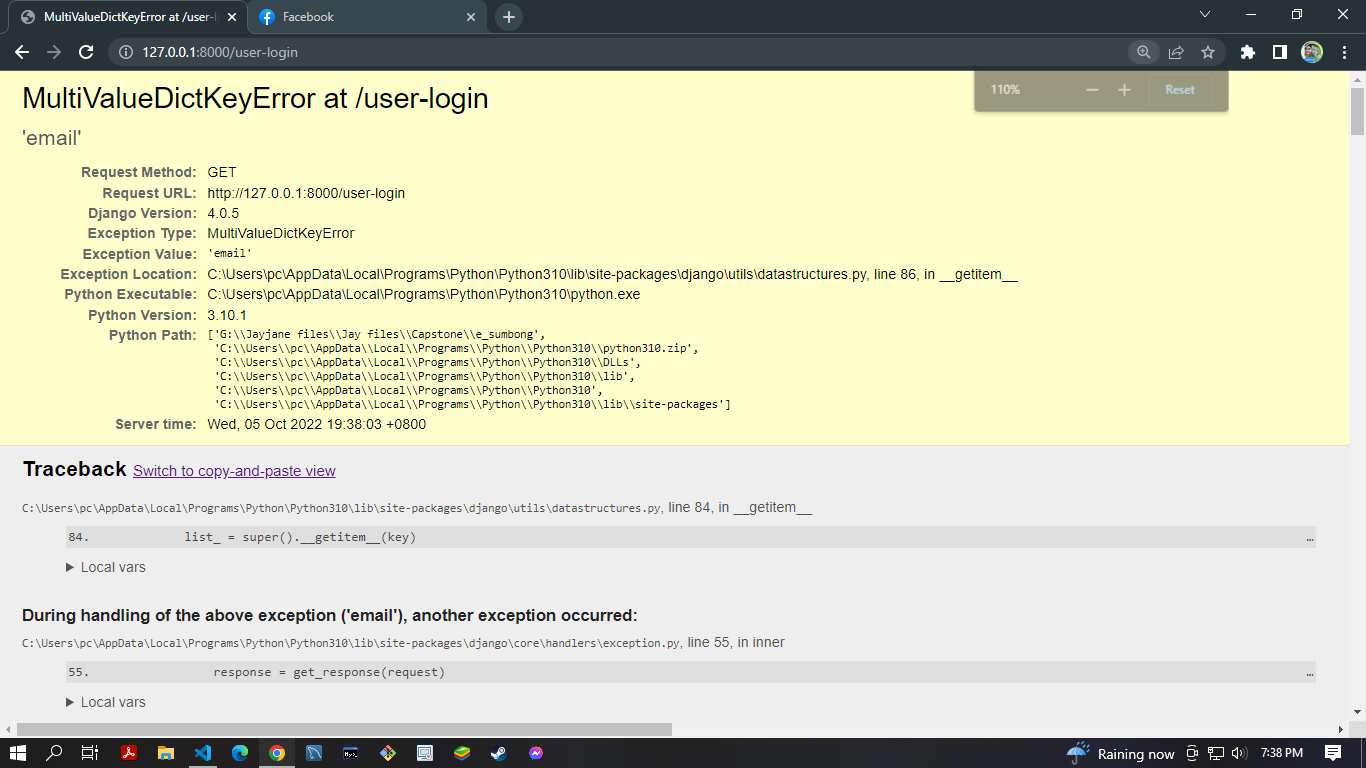 MultiValueDictKeyError at /user-l
Facebook
127.0.0.1:8000/user-login
110%
Reset
MultiValueDictKeyError at /user-login
'email'
Request Method: GET
Request URL: http://127.0.0.1:8000/user-login
Django Version: 4.0.5
Exception Type: MultiValueDictKeyError
Exception Value: 'email'
Exception Location: C:\Users\pc\AppData\Local\Programs\Python\Python310\lib\site-packages\django\utils\datastructures.py, line 86, in __getitem__
Python Executable: C:\Users\pc\AppData\Local\Programs\Python\Python310\python.exe
Python Version: 3.10.1
Python Path: ['G:\\Jayjane files\\Jay files\\Capstone\\e_sumbong',
'C:\\Users\\pc\\AppData\\Local\\Programs\\Python\\Python310\\python310.zip',
'C:\\Users\\pc\\AppData\\Local\\Programs\\Python\\Python310\\DLLs',
'C:\\Users\\pc\\AppData\\Local\\Programs\\Python\\Python310\\lib',
'C:\\Users\\pc\\AppData\\Local\\Programs\\Python\\Python310',
'C:\\Users\\pc\\AppData\\Local\\Programs\\Python\\Python310\\lib\\site-packages']
Server time: Wed, 05 Oct 2022 19:38:03 +0800
Traceback Switch to copy-and-paste view
C:\Users\pc\AppData\Local\Programs\Python\Python310\lib\site-packages\django\utils\datastructures.py, line 84, in __getitem__
84. list_ = super().__getitem__(key) …
▶ Local vars
During handling of the above exception ('email'), another exception occurred:
C:\Users\pc\AppData\Local\Programs\Python\Python310\lib\site-packages\django\core\handlers\exception.py, line 55, in inner
55. response = get_response(request) …
▶ Local vars
Raining now
7:38 PM